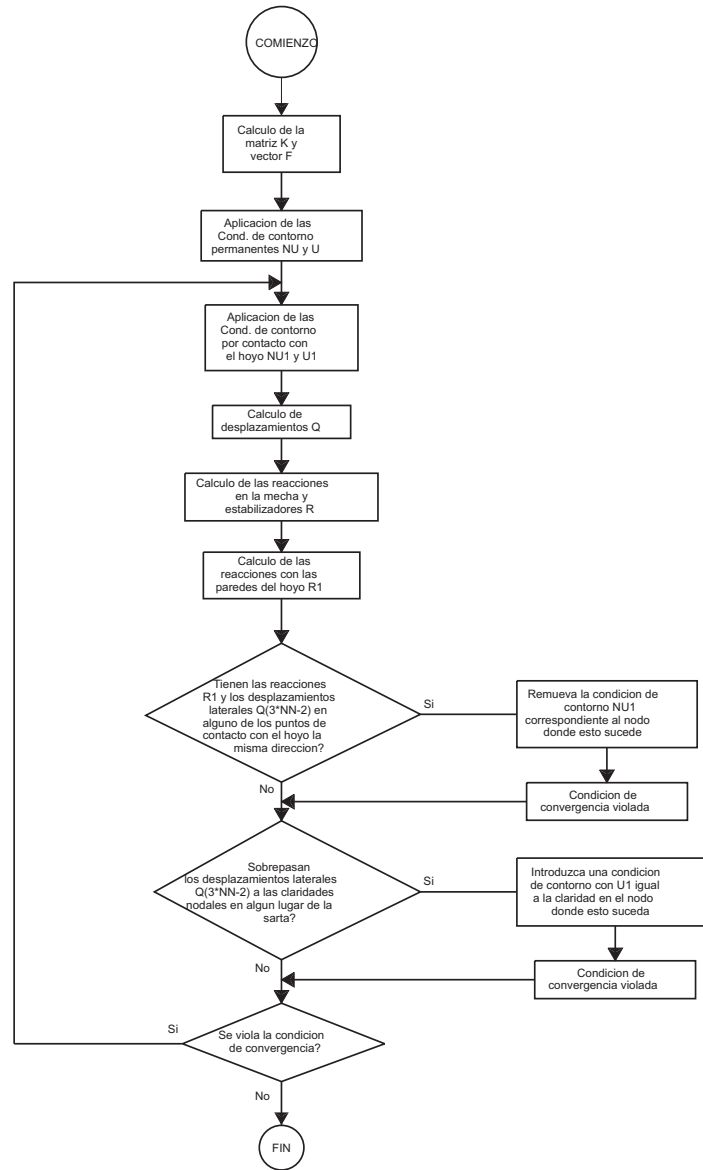 COMIENZO
Calculo de la
matriz K y
vector F
Aplicacion de las
Cond. de contorno
permanentes NU y U
Aplicacion de las
Cond. de contorno
por contacto con
el hoyo NU1 y U1
Calculo de
desplazamientos Q
Calculo de las reacciones
en la mecha y
estabilizadores R
Calculo de las
reacciones con las
paredes del hoyo R1
Tienen las reacciones
R1 y los desplazamientos
laterales Q(3*NN-2) en
alguno de los puntos de
contacto con el hoyo la
misma direccion?
Si
Remueva la condicion de
contorno NU1
correspondiente al nodo
donde esto sucede
No
Condicion de
convergencia violada
Sobrepasan
los desplazamientos laterales
Q(3*NN-2) a las claridades
nodales en algun lugar de la
sarta?
Si
Introduzca una condicion
de contorno con U1 igual
a la claridad en el nodo
donde esto suceda
No
Condicion de
convergencia violada
Si
Se viola la condicion
de convergencia?
No
FIN